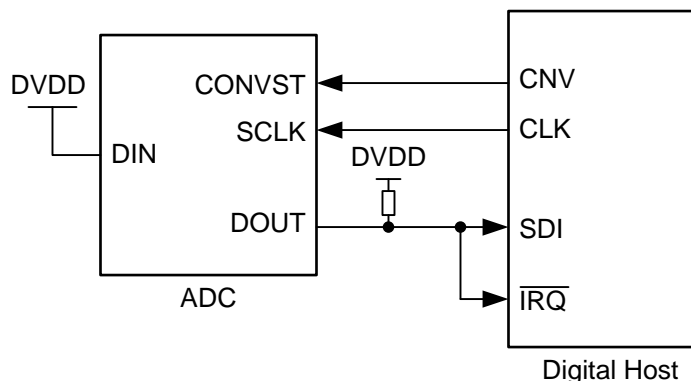 DVDD
DIN
CONVST
SCLK
DOUT
ADC
DVDD
CNV
CLK
SDI
IRQ
Digital Host